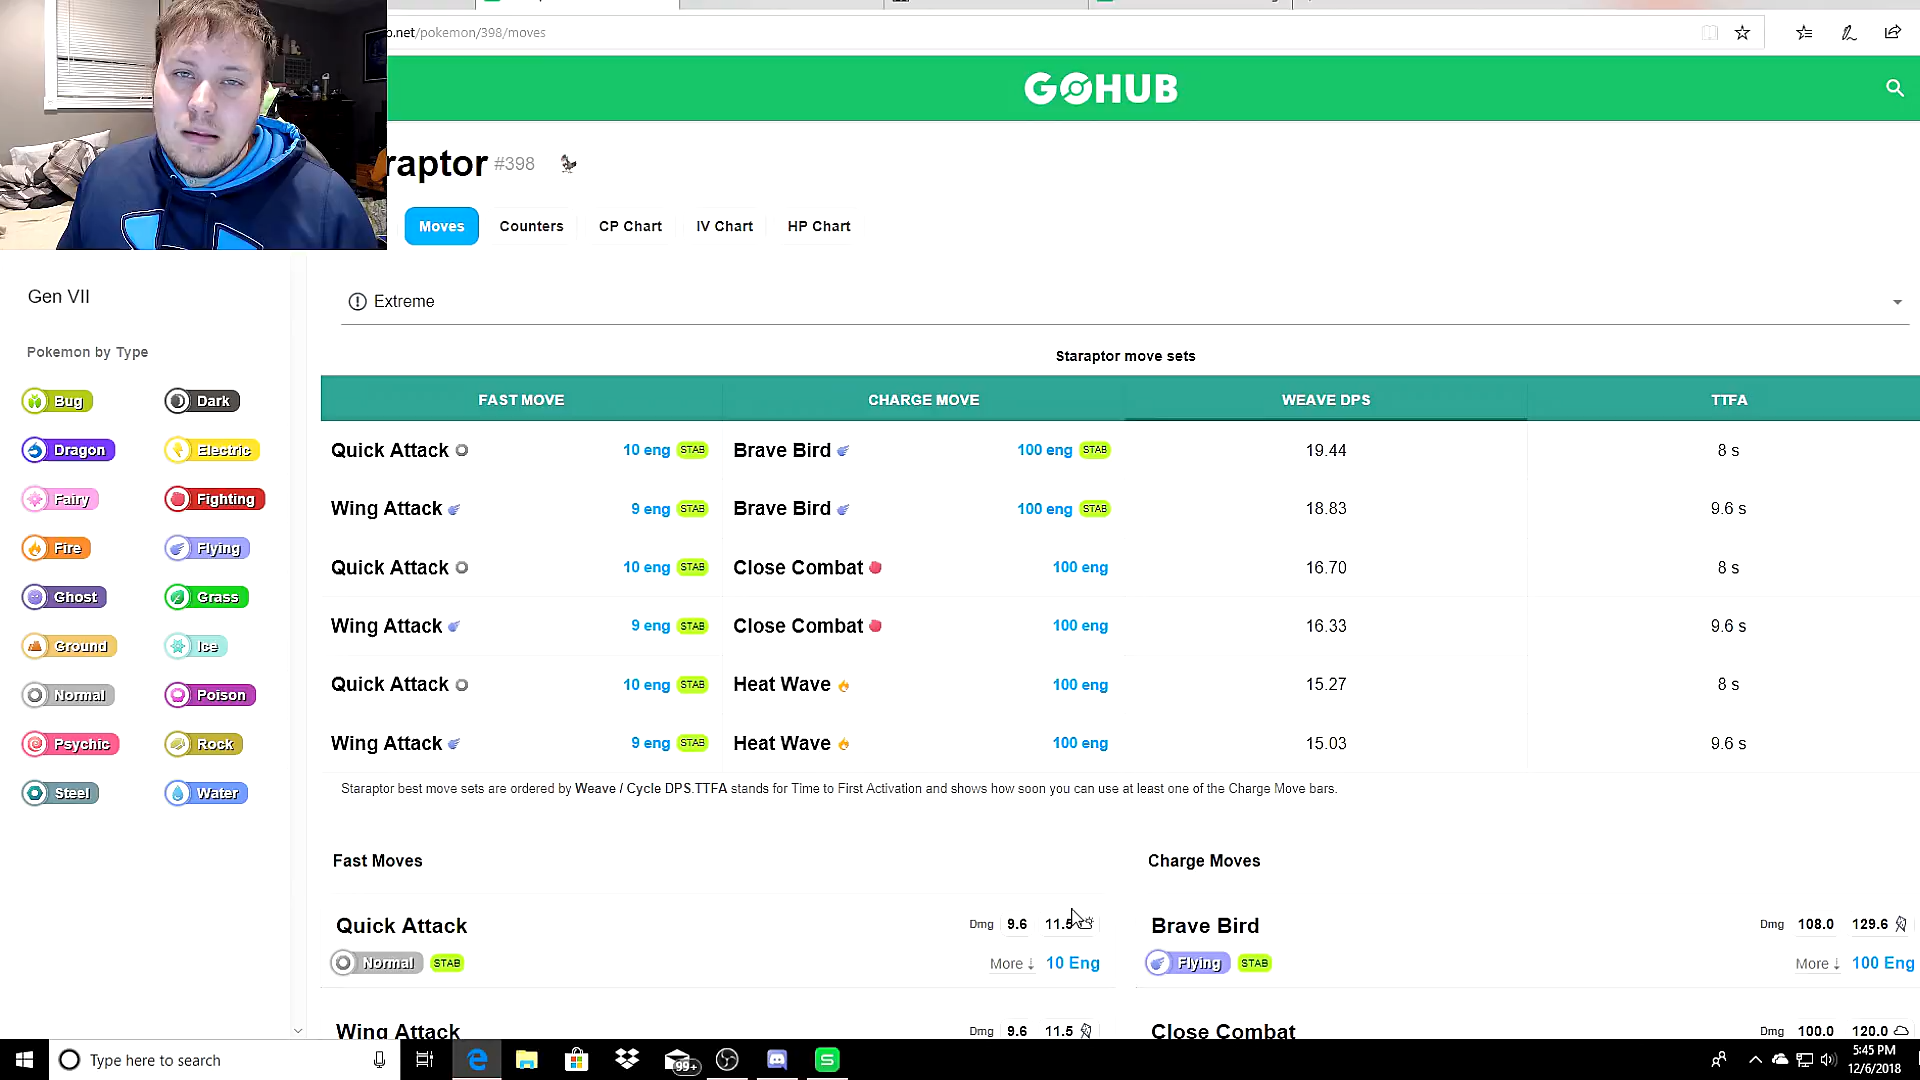 o.net/pokemon/398/moves
GOHUB
raptor #398
Moves Counters CP Chart IV Chart HP Chart
Gen VII
Extreme
Pokemon by Type
Staraptor move sets
FAST MOVE CHARGE MOVE WEAVE DPS TTFA
Quick Attack 10 eng STAB Brave Bird 100 eng STAB 19.44 8 s
Wing Attack 9 eng STAB Brave Bird 100 eng STAB 18.83 9.6 s
Quick Attack 10 eng STAB Close Combat 100 eng 16.70 8 s
Wing Attack 9 eng STAB Close Combat 100 eng 16.33 9.6 s
Quick Attack 10 eng STAB Heat Wave 100 eng 15.27 8 s
Wing Attack 9 eng STAB Heat Wave 100 eng 15.03 9.6 s
Bug Dark
Dragon Electric
Fairy Fighting
Fire Flying
Ghost Grass
Ground Ice
Normal Poison
Psychic Rock
Steel Water
Staraptor best move sets are ordered by Weave / Cycle DPS.TTFA stands for Time to First Activation and shows how soon you can use at least one of the Charge Move bars.
Fast Moves Charge Moves
Quick Attack Dmg 9.6 11.5 Brave Bird Dmg 108.0 129.6
Normal STAB More ↓ 10 Eng Flying STAB More ↓ 100 Eng
Wing Attack Dmg 9.6 11.5 Close Combat Dmg 100.0 120.0
Type here to search 99+ 5:45 PM
12/6/2018